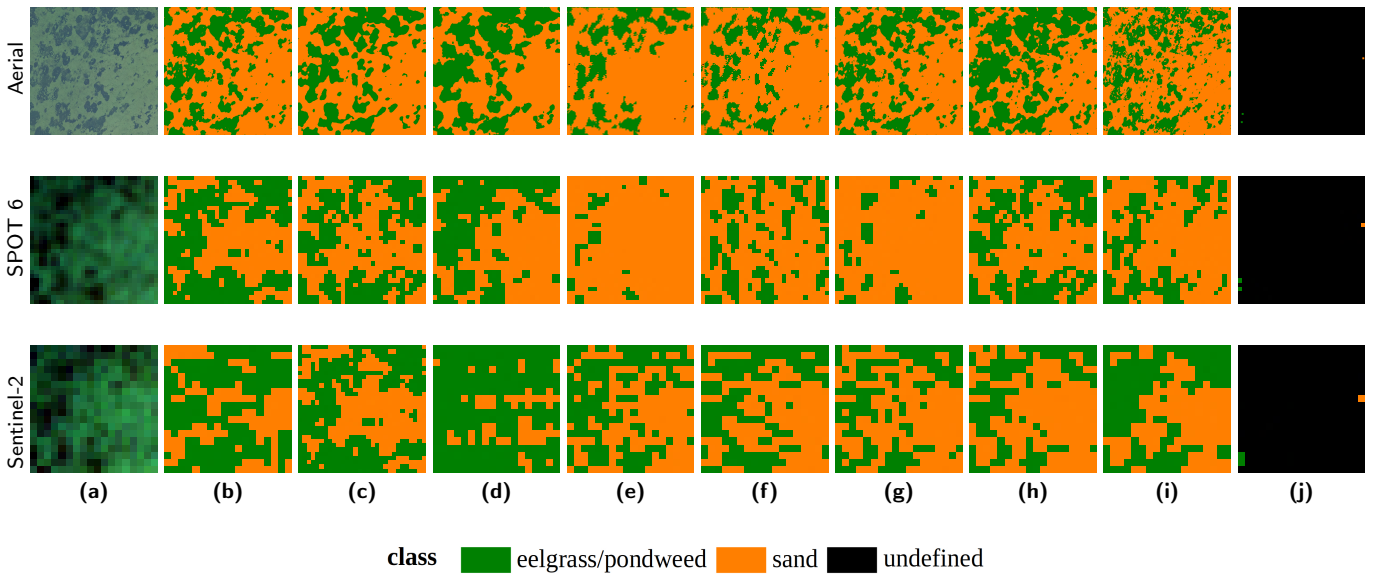 Aerial
SPOT 6
Sentinel-2
(a) (b) (c) (d) (e) (f) (g) (h) (i) (j)
class eelgrass/pondweed sand undefined